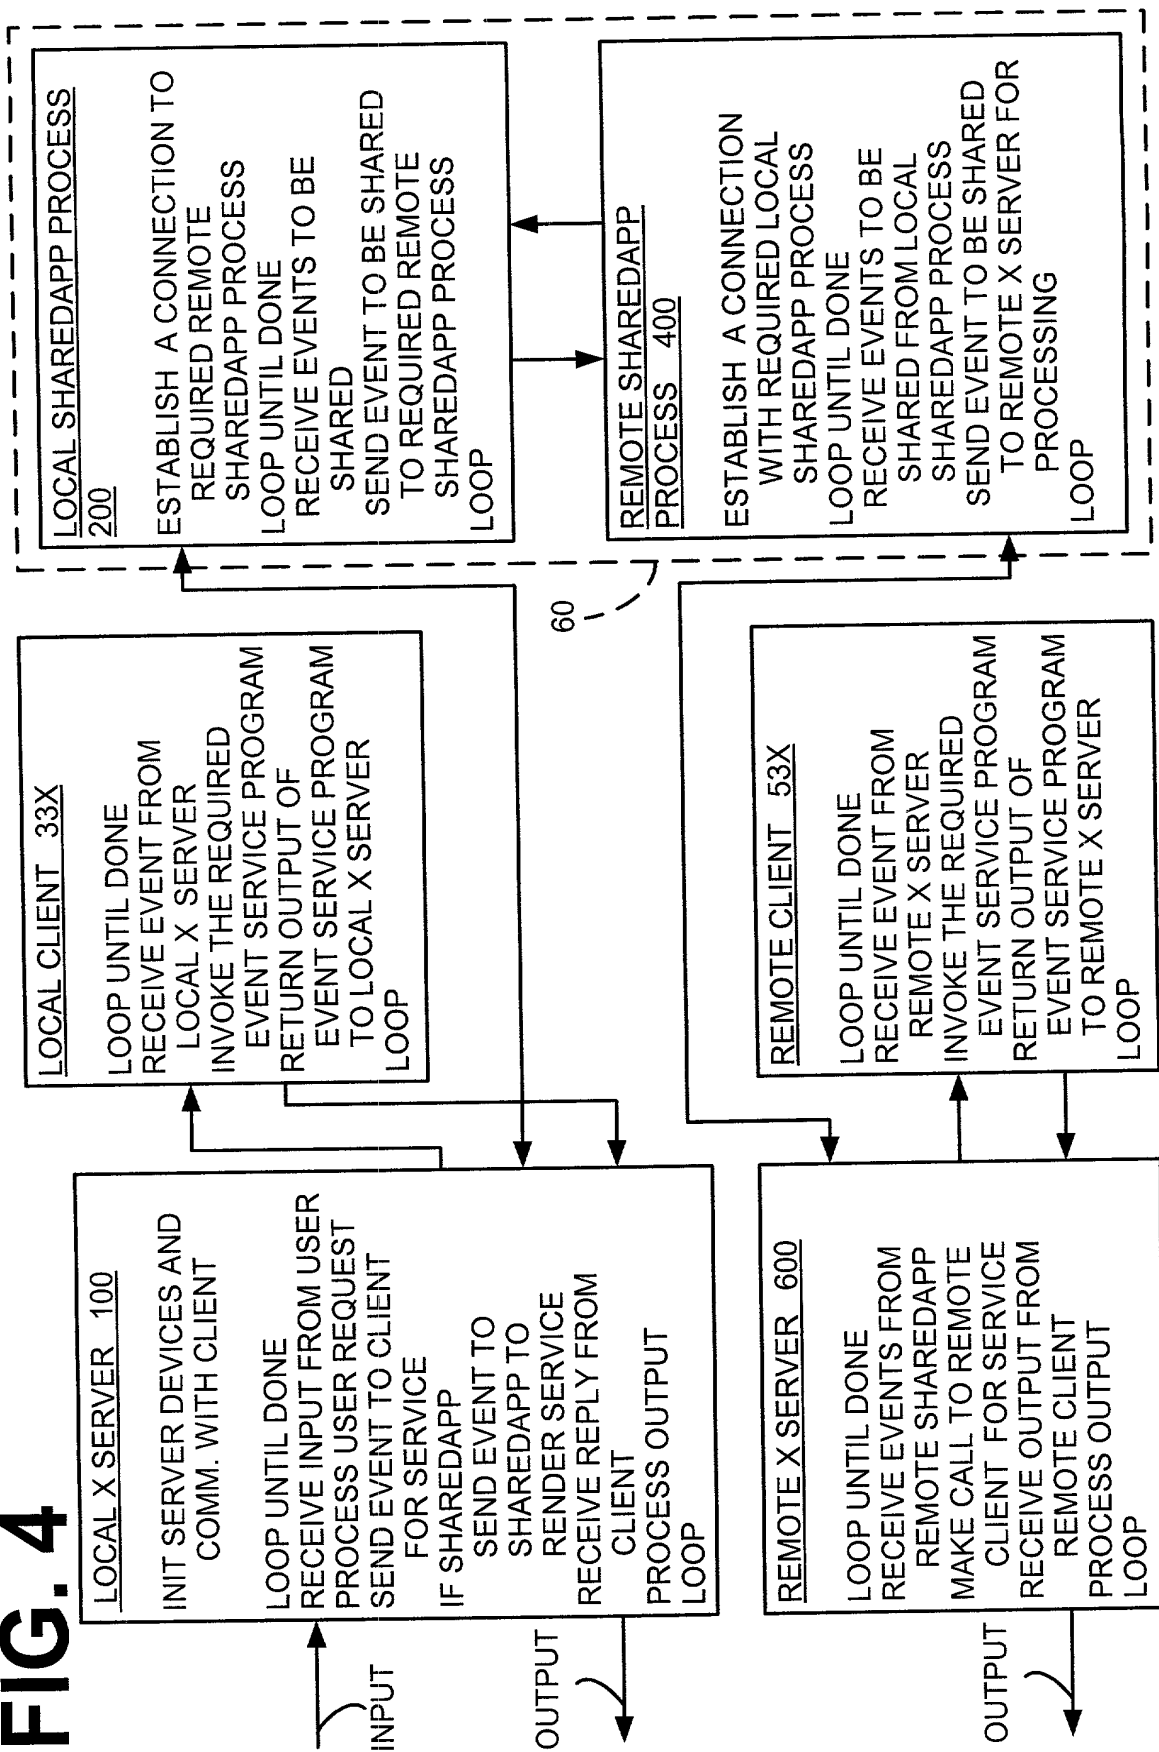 FIG. 4
LOCAL X SERVER 100
INIT SERVER DEVICES AND
COMM. WITH CLIENT
LOOP UNTIL DONE
RECEIVE INPUT FROM USER
PROCESS USER REQUEST
SEND EVENT TO CLIENT
FOR SERVICE
IF SHAREDAPP
SEND EVENT TO
SHAREDAPP TO
RENDER SERVICE
RECEIVE REPLY FROM
CLIENT
PROCESS OUTPUT
LOOP
INPUT
OUTPUT
LOCAL CLIENT 33X
LOOP UNTIL DONE
RECEIVE EVENT FROM
LOCAL X SERVER
INVOKE THE REQUIRED
EVENT SERVICE PROGRAM
RETURN OUTPUT OF
EVENT SERVICE PROGRAM
TO LOCAL X SERVER
LOOP
LOCAL SHAREDAPP PROCESS
200
ESTABLISH A CONNECTION TO
REQUIRED REMOTE
SHAREDAPP PROCESS
LOOP UNTIL DONE
RECEIVE EVENTS TO BE
SHARED
SEND EVENT TO BE SHARED
TO REQUIRED REMOTE
SHAREDAPP PROCESS
LOOP
60
REMOTE X SERVER 600
LOOP UNTIL DONE
RECEIVE EVENTS FROM
REMOTE SHAREDAPP
MAKE CALL TO REMOTE
CLIENT FOR SERVICE
RECEIVE OUTPUT FROM
REMOTE CLIENT
PROCESS OUTPUT
LOOP
OUTPUT
REMOTE CLIENT 53X
LOOP UNTIL DONE
RECEIVE EVENT FROM
REMOTE X SERVER
INVOKE THE REQUIRED
EVENT SERVICE PROGRAM
RETURN OUTPUT OF
EVENT SERVICE PROGRAM
TO REMOTE X SERVER
LOOP
REMOTE SHAREDAPP
PROCESS 400
ESTABLISH A CONNECTION
WITH REQUIRED LOCAL
SHAREDAPP PROCESS
LOOP UNTIL DONE
RECEIVE EVENTS TO BE
SHARED FROM LOCAL
SHAREDAPP PROCESS
SEND EVENT TO BE SHARED
TO REMOTE X SERVER FOR
PROCESSING
LOOP